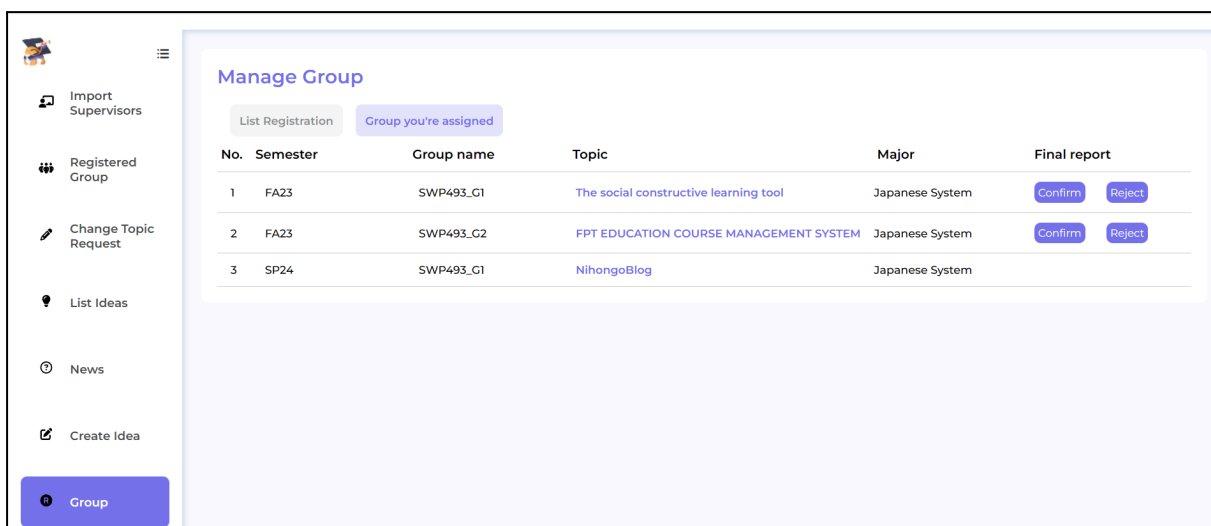 Import
Supervisors
Registered
Group
Change Topic
Request
List Ideas
News
Create Idea
R Group
Manage Group
List Registration Group you're assigned
No. Semester Group name Topic Major Final report
1 FA23 SWP493_G1 The social constructive learning tool Japanese System Confirm Reject
2 FA23 SWP493_G2 FPT EDUCATION COURSE MANAGEMENT SYSTEM Japanese System Confirm Reject
3 SP24 SWP493_G1 NihongoBlog Japanese System